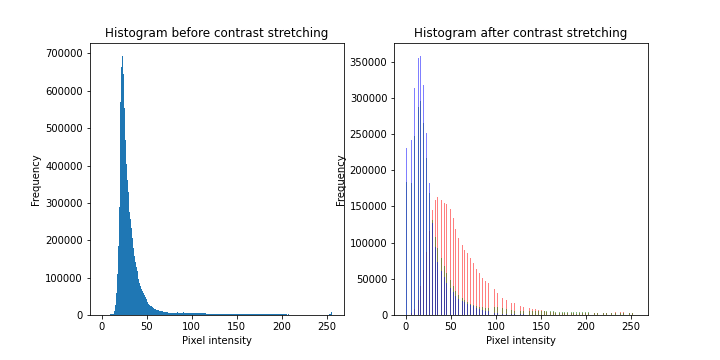 Histogram before contrast stretching
Frequency
700000
600000
500000
400000
300000
200000
100000
0
0 50 100 150 200 250
Pixel intensity
Histogram after contrast stretching
Frequency
350000
300000
250000
200000
150000
100000
50000
0
0 50 100 150 200 250
Pixel intensity